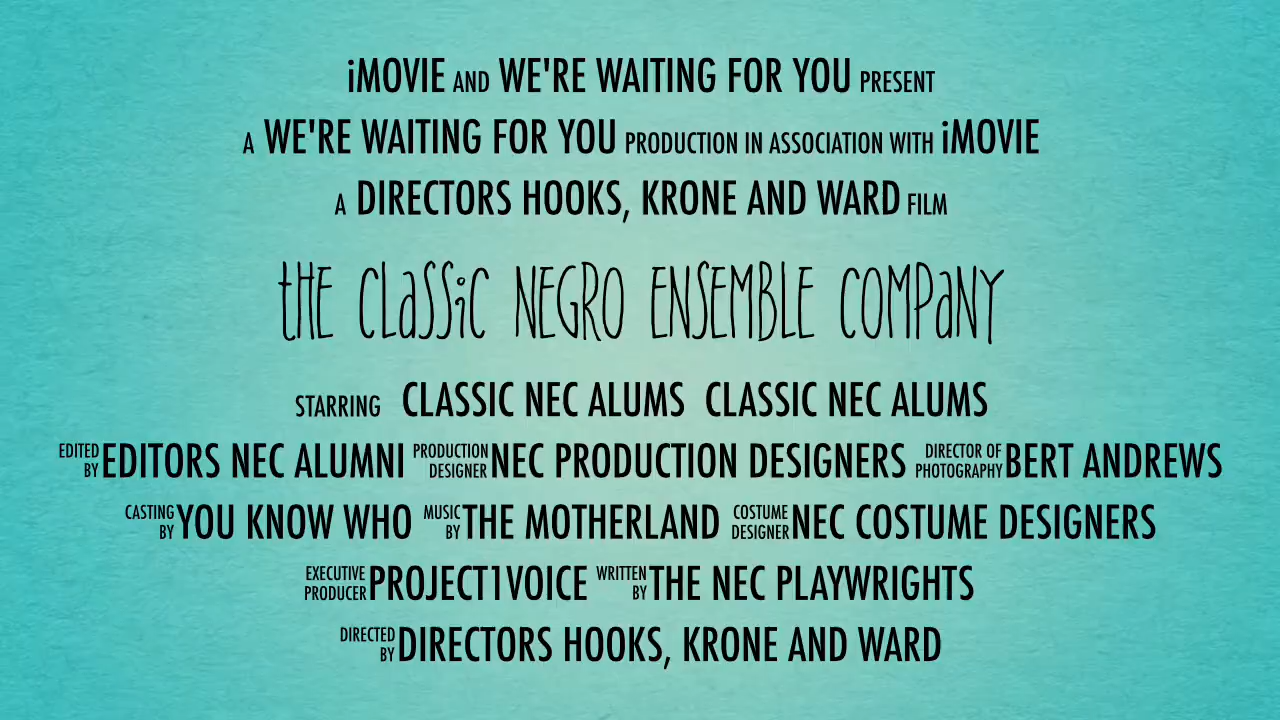 iMOVIE AND WE'RE WAITING FOR YOU PRESENT
A WE'RE WAITING FOR YOU PRODUCTION IN ASSOCIATION WITH iMOVIE
A DIRECTORS HOOKS, KRONE AND WARD FILM
tHE CLaSSiC NEGRO ENSEMBLE COMPaNY
STARRING CLASSIC NEC ALUMS CLASSIC NEC ALUMS
EDITED BY EDITORS NEC ALUMNI PRODUCTION DESIGNER NEC PRODUCTION DESIGNERS DIRECTOR OF PHOTOGRAPHY BERT ANDREWS
CASTING BY YOU KNOW WHO MUSIC BY THE MOTHERLAND COSTUME DESIGNER NEC COSTUME DESIGNERS
EXECUTIVE PRODUCER PROJECT1VOICE WRITTEN BY THE NEC PLAYWRIGHTS
DIRECTED BY DIRECTORS HOOKS, KRONE AND WARD